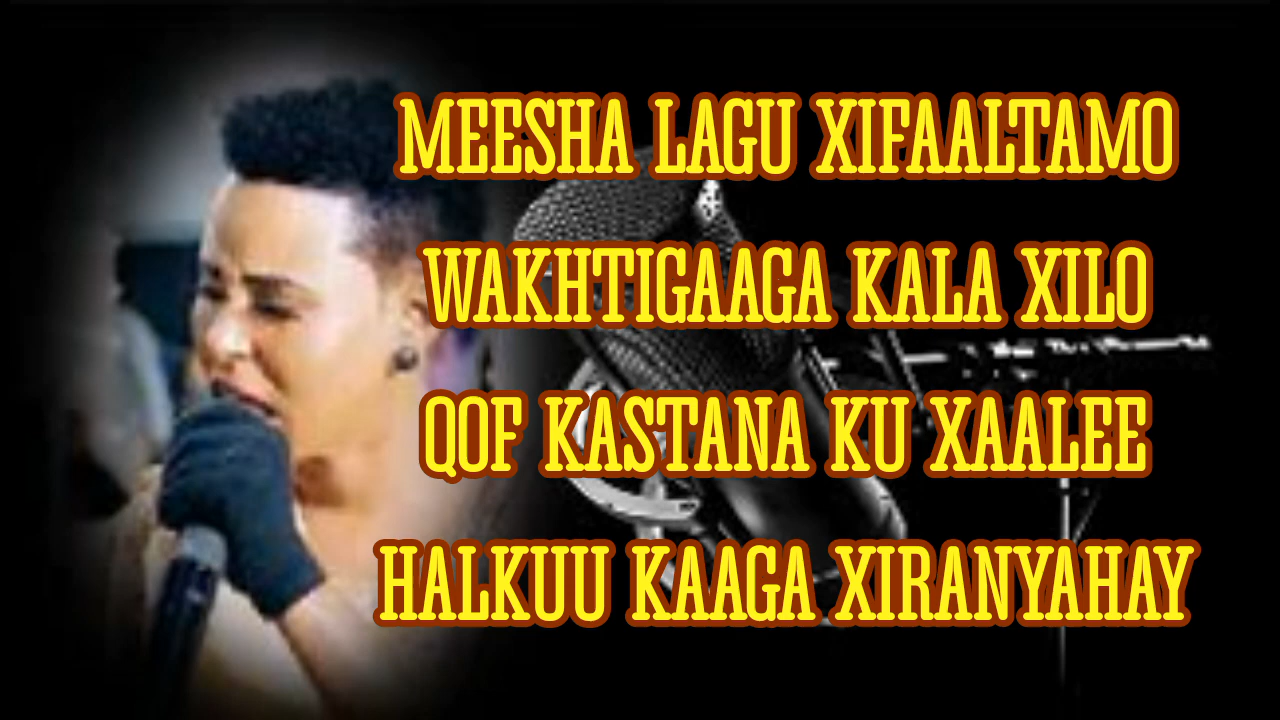 MEESHA LAGU XIFAALTAMO
WAKHTIGAAGA KALA XILO
QOF KASTANA KU XAALEE
HALKUU KAAGA XIRANYAHAY